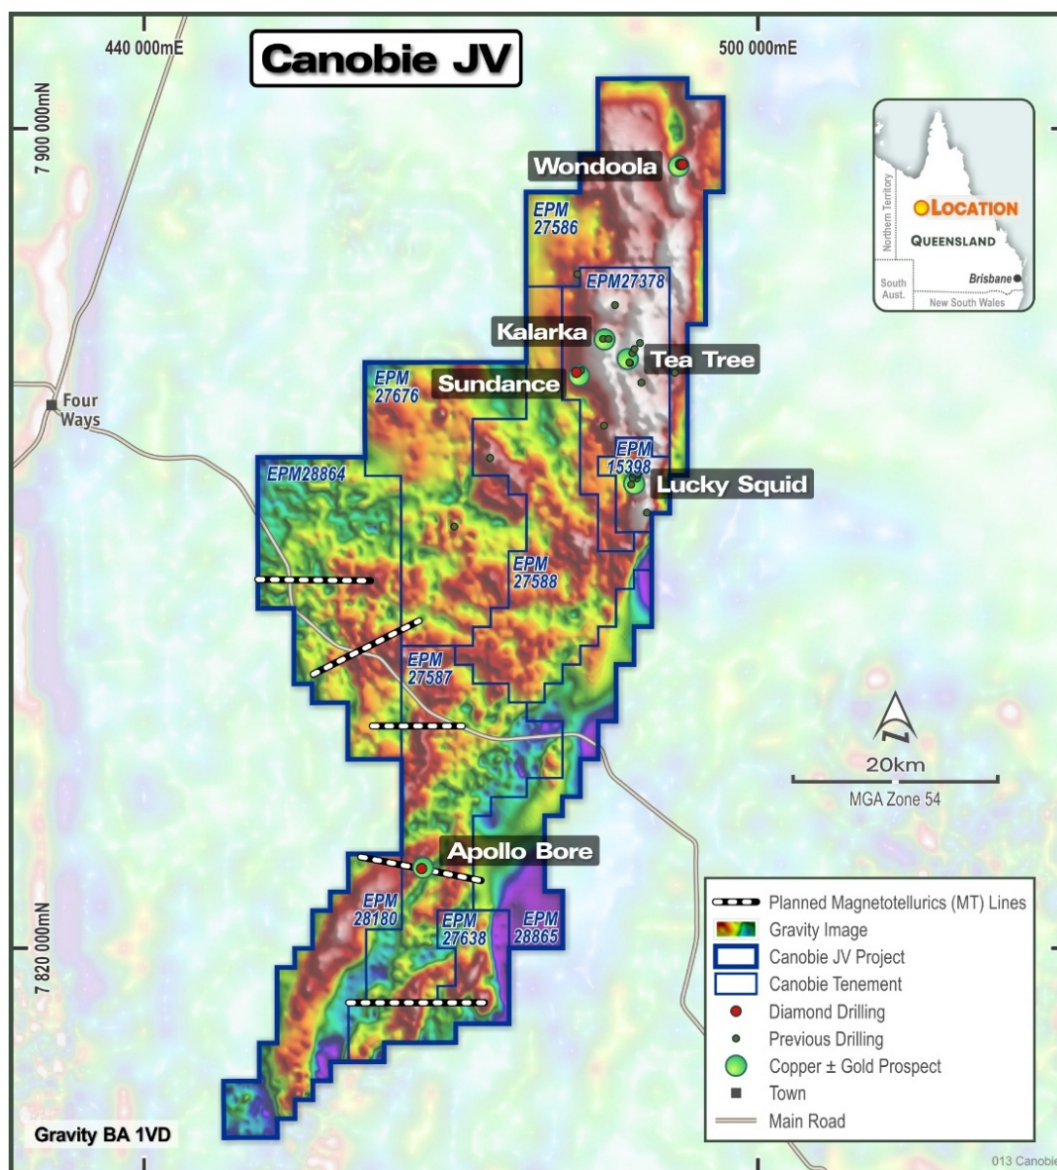 440 000mE
500 000mE
Canobie JV
7 900 000mN
Wondoola
EPM
27586
EPM27378
Kalarka
Tea Tree
Sundance
EPM
27676
Four
Ways
EPM
15398
EPM28864
Lucky Squid
EPM
27588
EPM
27587
Apollo Bore
EPM
28180
EPM
27638
EPM
28865
7 820 000mN
Gravity BA 1VD
Northern Territory
LOCATION
QUEENSLAND
Brisbane
South
Aust.
New South Wales
N
20km
MGA Zone 54
Planned Magnetotellurics (MT) Lines
Gravity Image
Canobie JV Project
Canobie Tenement
Diamond Drilling
Previous Drilling
Copper ± Gold Prospect
Town
Main Road
013 Canobie